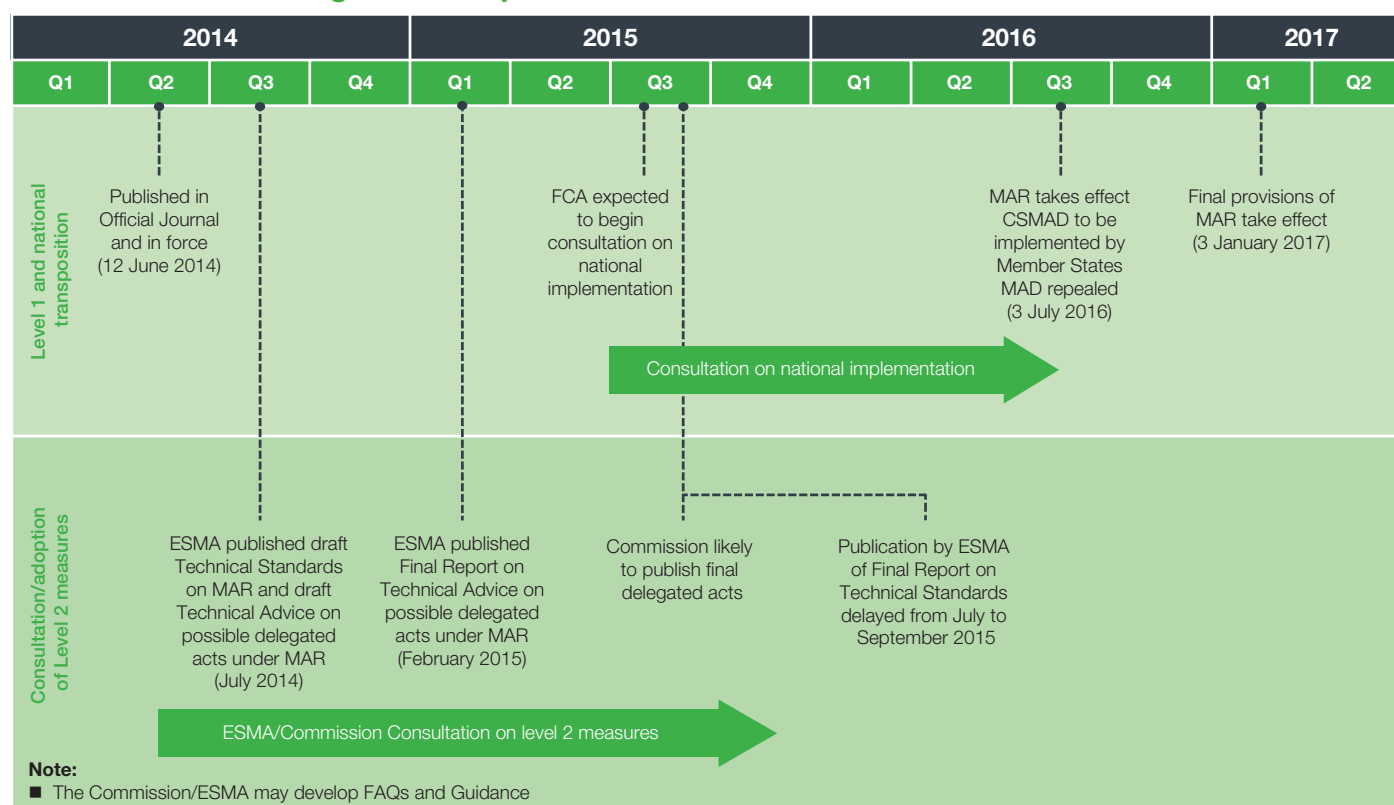 2014
2015
2016
2017
Q1
Q2
Q3
Q4
Q1
Q2
Q3
Q4
Q1
Q2
Q3
Q4
Q1
Q2
Level 1 and national
transposition
Published in
Official Journal
and in force
(12 June 2014)
FCA expected
to begin
consultation on
national
implementation
MAR takes effect
CSMAD to be
implemented by
Member States
MAD repealed
(3 July 2016)
Final provisions of
MAR take effect
(3 January 2017)
Consultation on national implementation
Consultation/adoption
of Level 2 measures
ESMA published draft
Technical Standards
on MAR and draft
Technical Advice on
possible delegated
acts under MAR
(July 2014)
ESMA published
Final Report on
Technical Advice on
possible delegated
acts under MAR
(February 2015)
Commission likely
to publish final
delegated acts
Publication by ESMA
of Final Report on
Technical Standards
delayed from July to
September 2015
ESMA/Commission Consultation on level 2 measures
Note:
■ The Commission/ESMA may develop FAQs and Guidance